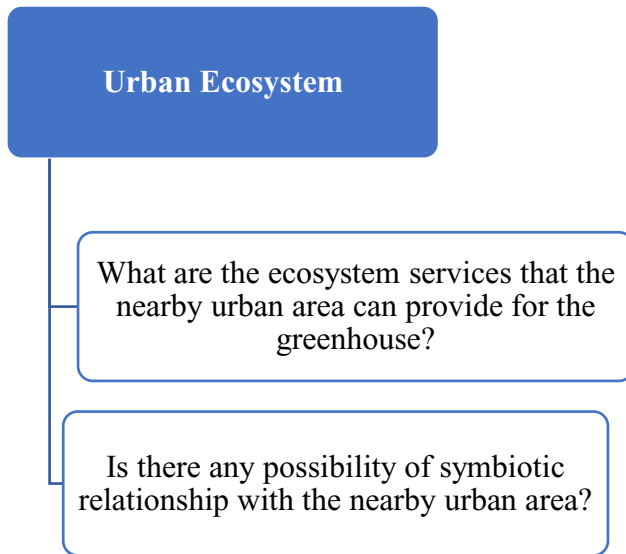 Urban Ecosystem
What are the ecosystem services that the
nearby urban area can provide for the
greenhouse?
Is there any possibility of symbiotic
relationship with the nearby urban area?